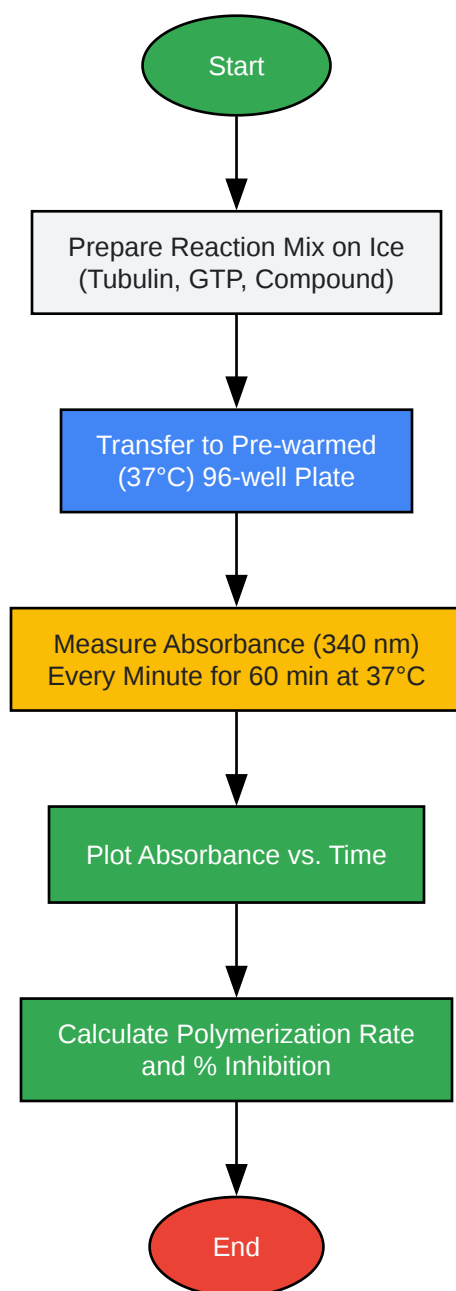 Start
Prepare Reaction Mix on Ice
(Tubulin, GTP, Compound)
Transfer to Pre-warmed
(37°C) 96-well Plate
Measure Absorbance (340 nm)
Every Minute for 60 min at 37°C
Plot Absorbance vs. Time
Calculate Polymerization Rate
and % Inhibition
End